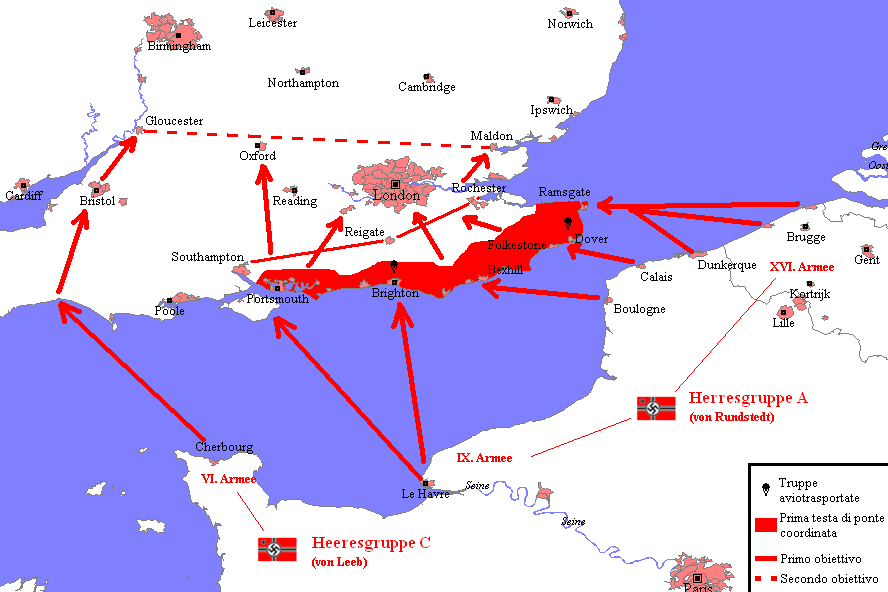 Leicester
Norwich
Birmingham
Northampton
Cambridge
Ipswich
Gloucester
Maldon
Oxford
Cardiff
Bristol
Reading
London
Rochester
Ramsgate
Reigate
Folkestone
Dover
Southampton
Bexhill
Portsmouth
Brighton
Poole
Gre
Oost
Brugge
Gent
Calais
Dunkerque
XVI. Armee
Kortrijk
Lille
Boulogne
Herresgruppe A
(von Rundstedt)
Cherbourg
VI. Armee
IX. Armee
Le Havre
Seine
Seine
Heeresgruppe C
(von Leeb)
Paris
Truppe
aviotrasportate
Prima testa di ponte
coordinata
Primo obiettivo
Secondo obiettivo